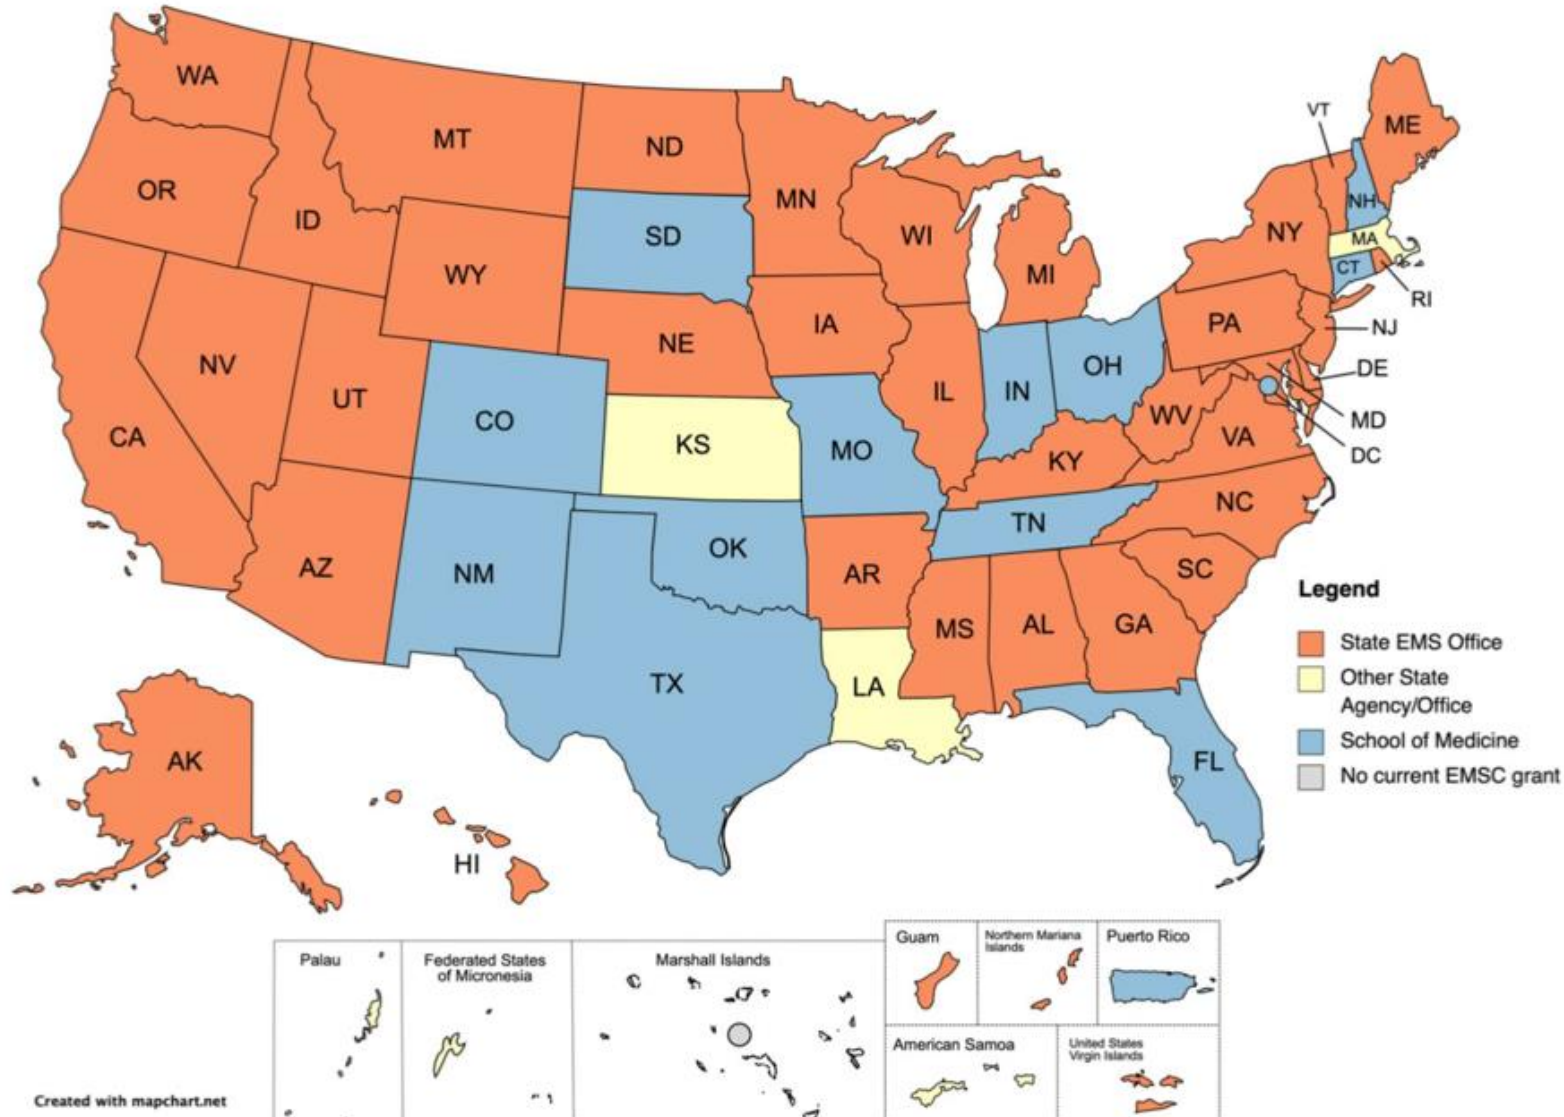 WA
MT
ND
MN
OR
ID
WY
SD
WI
MI
VT
ME
NH
NY
MA
CT
RI
NV
UT
NE
IA
PA
NJ
DE
MD
DC
CA
CO
KS
MO
IL
IN
OH
WV
VA
KY
NC
TN
AZ
NM
OK
AR
SC
MS
AL
GA
TX
LA
FL
AK
HI
Legend
State EMS Office
Other State
Agency/Office
School of Medicine
No current EMSC grant
Palau
Federated States
of Micronesia
Marshall Islands
Guam
Northern Mariana
Islands
Puerto Rico
American Samoa
United States
Virgin Islands
Created with mapchart.net